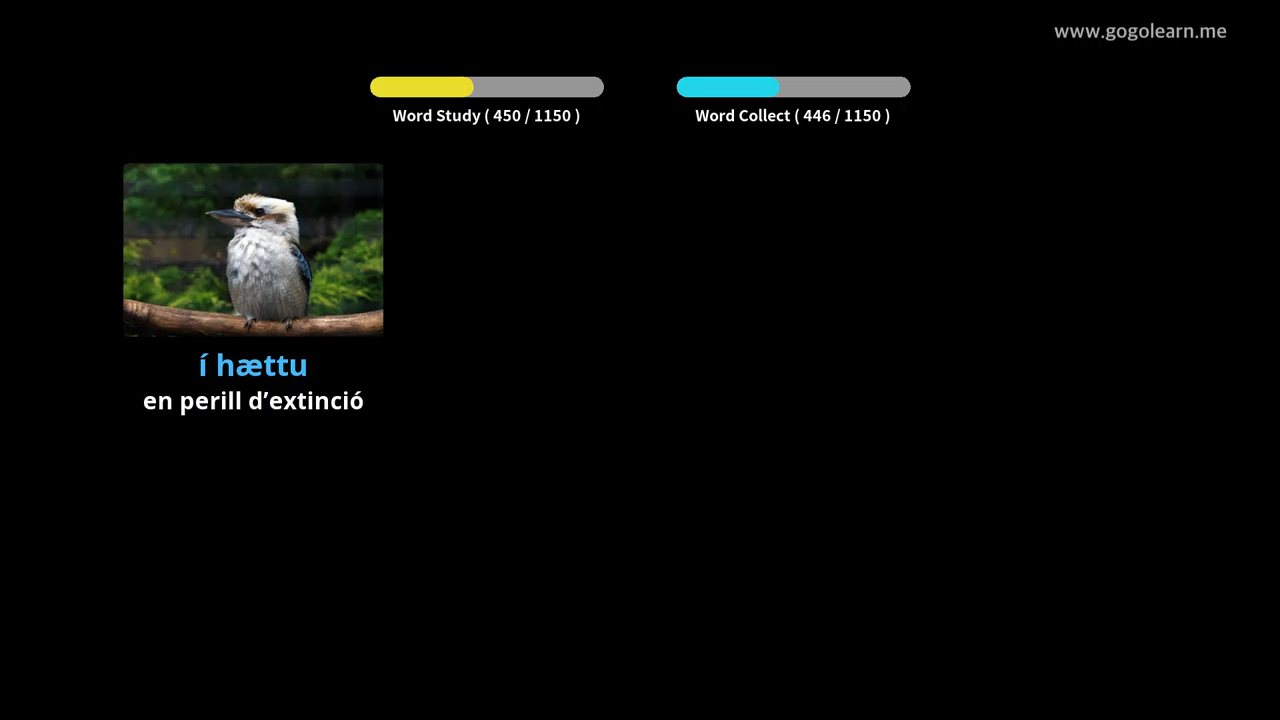 www.gogolearn.me
Word Study ( 450 / 1150 )
Word Collect ( 446 / 1150 )
í hættu
en perill d’extinció